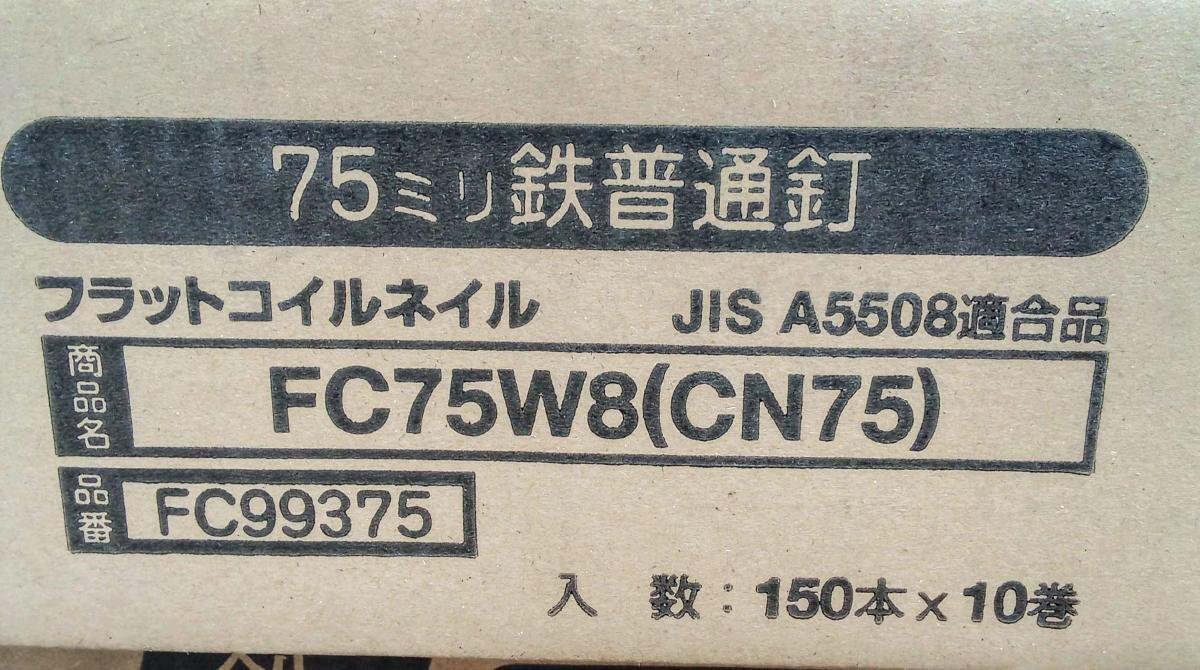 75ミリ鉄普通釘
フラットコイルネイル JIS A5508適合品
商品名 FC75W8(CN75)
品番 FC99375
入数:150本×10巻